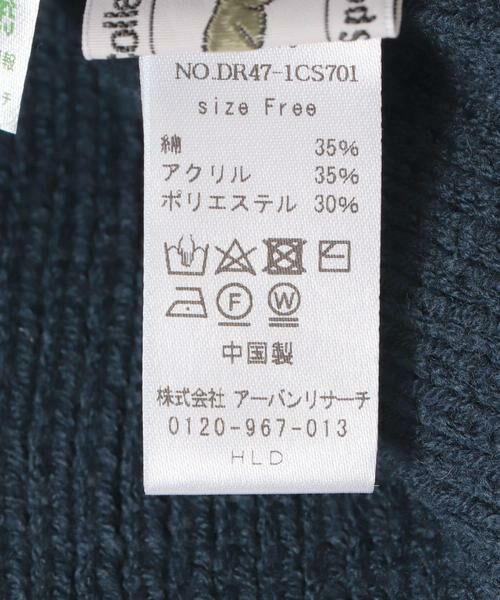 NO.DR47-1CS701
size Free
綿 35%
アクリル 35%
ポリエステル 30%
F W
中国製
株式会社 アーバンリサーチ
0120-967-013
HLD